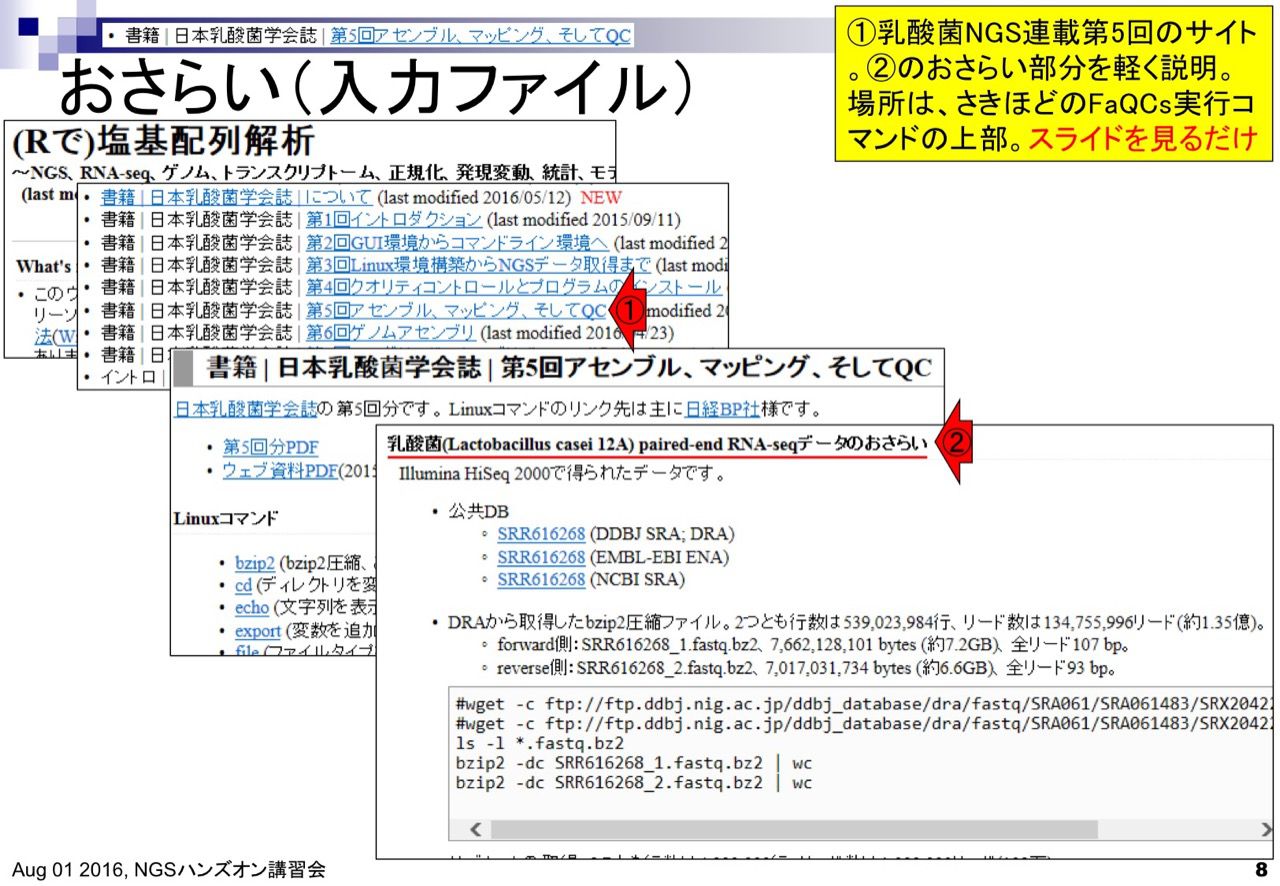 • 書籍 | 日本乳酸菌学会誌 | 第5回アセンブル、マッピング、そしてQC
おさらい（入力ファイル）
①乳酸菌NGS連載第5回のサイト
。②のおさらい部分を軽く説明。
場所は、さきほどのFaQCs実行コ
マンドの上部。スライドを見るだけ
(Rで)塩基配列解析
～NGS、RNA-seq、ゲノム、トランスクリプトーム、正規化、発現変動、統計、モデ
(last m
What's
• このウ
リーソ
法(W
• 書籍 | 日本乳酸菌学会誌 | について (last modified 2016/05/12) NEW
• 書籍 | 日本乳酸菌学会誌 | 第1回イントロダクション (last modified 2015/09/11)
• 書籍 | 日本乳酸菌学会誌 | 第2回GUI環境からコマンドライン環境へ (last modified 2
• 書籍 | 日本乳酸菌学会誌 | 第3回Linux環境構築からNGSデータ取得まで (last modi
• 書籍 | 日本乳酸菌学会誌 | 第4回クオリティコントロールとプログラムのインストール
• 書籍 | 日本乳酸菌学会誌 | 第5回アセンブル、マッピング、そしてQC ① modified 20
• 書籍 | 日本乳酸菌学会誌 | 第6回ゲノムアセンブリ (last modified 2016 4/23)
• 書籍 | 日
• イントロ |
書籍 | 日本乳酸菌学会誌 | 第5回アセンブル、マッピング、そしてQC
日本乳酸菌学会誌の第5回分です。Linuxコマンドのリンク先は主に日経BP社様です。
• 第5回分PDF
• ウェブ資料PDF(2015
Linuxコマンド
• bzip2 (bzip2圧縮、
• cd (ディレクトリを変
• echo (文字列を表示
• export (変数を追加
• file (ファイルタイプ
乳酸菌(Lactobacillus casei 12A) paired-end RNA-seqデータのおさらい ②
Illumina HiSeq 2000で得られたデータです。
• 公共DB
◦ SRR616268 (DDBJ SRA; DRA)
◦ SRR616268 (EMBL-EBI ENA)
◦ SRR616268 (NCBI SRA)
• DRAから取得したbzip2圧縮ファイル。2つとも行数は539,023,984行、リード数は134,755,996リード(約1.35億)。
◦ forward側：SRR616268_1.fastq.bz2、7,662,128,101 bytes (約7.2GB)、全リード107 bp。
◦ reverse側：SRR616268_2.fastq.bz2、7,017,031,734 bytes (約6.6GB)、全リード93 bp。
#wget -c ftp://ftp.ddbj.nig.ac.jp/ddbj_database/dra/fastq/SRA061/SRA061483/SRX20422
#wget -c ftp://ftp.ddbj.nig.ac.jp/ddbj_database/dra/fastq/SRA061/SRA061483/SRX20422
ls -l *.fastq.bz2
bzip2 -dc SRR616268_1.fastq.bz2 | wc
bzip2 -dc SRR616268_2.fastq.bz2 | wc
Aug 01 2016, NGSハンズオン講習会
8